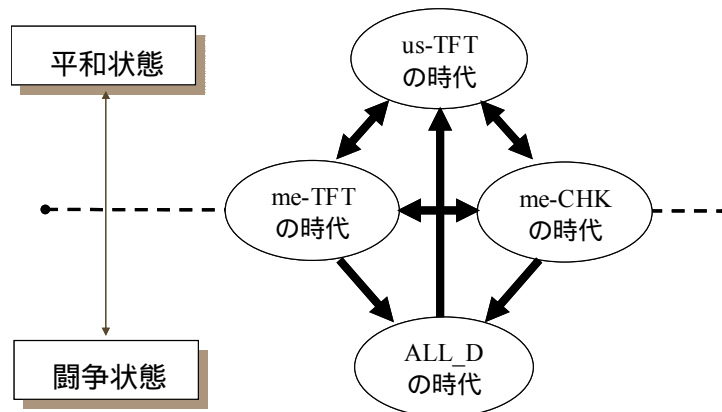 平和状態
us-TFT
の時代
me-TFT
の時代
me-CHK
の時代
闘争状態
ALL_D
の時代